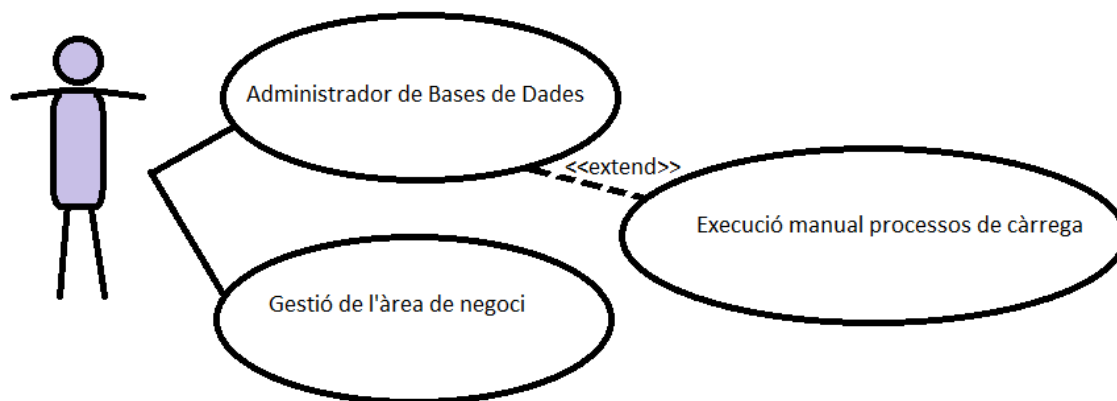 Administrador de Bases de Dades
<<extend>>
Execució manual processos de càrrega
Gestió de l'àrea de negoci